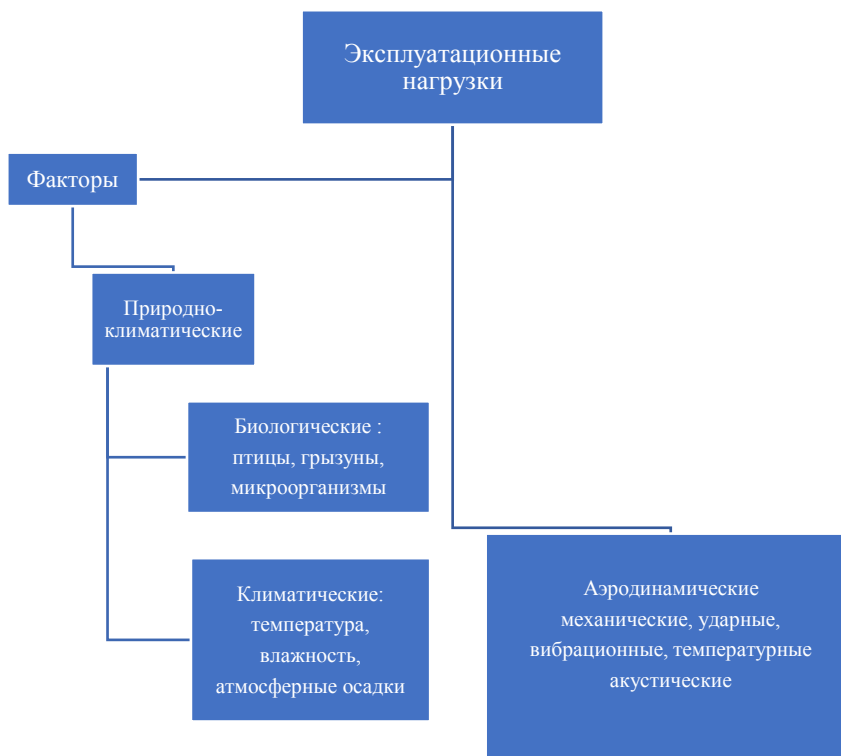 Эксплуатационные
нагрузки
Факторы
Природно-
климатические
Биологические :
птицы, грызуны,
микроорганизмы
Климатические:
температура,
влажность,
атмосферные осадки
Аэродинамические
механические, ударные,
вибрационные, температурные
акустические